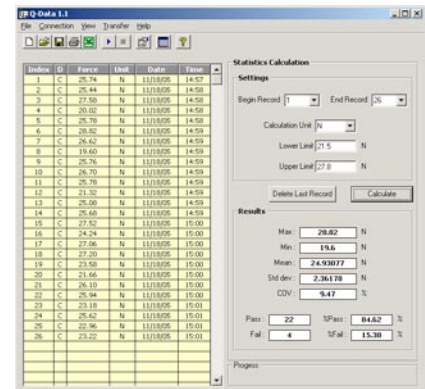 Q-Data 1.1
File Connection View Transfer Help
Index D Force Unit Date Time
1 C 25.74 N 11/18/05 14:57
2 C 25.44 N 11/18/05 14:58
3 C 27.58 N 11/18/05 14:58
4 C 20.02 N 11/18/05 14:58
5 C 25.78 N 11/18/05 14:58
6 C 28.82 N 11/18/05 14:59
7 C 26.62 N 11/18/05 14:59
8 C 19.60 N 11/18/05 14:59
9 C 25.76 N 11/18/05 14:59
10 C 26.70 N 11/18/05 14:59
11 C 25.78 N 11/18/05 14:59
12 C 21.32 N 11/18/05 14:59
13 C 25.08 N 11/18/05 14:59
14 C 25.68 N 11/18/05 14:59
15 C 27.52 N 11/18/05 15:00
16 C 24.24 N 11/18/05 15:00
17 C 27.06 N 11/18/05 15:00
18 C 27.20 N 11/18/05 15:00
19 C 23.58 N 11/18/05 15:00
20 C 21.66 N 11/18/05 15:00
21 C 26.10 N 11/18/05 15:00
22 C 25.94 N 11/18/05 15:00
23 C 23.18 N 11/18/05 15:01
24 C 25.62 N 11/18/05 15:01
25 C 22.96 N 11/18/05 15:01
26 C 23.22 N 11/18/05 15:01
Statistics Calculation
Settings
Begin Record 1 End Record 26
Calculation Unit N
Lower Limit 21.5 N
Upper Limit 27.8 N
Delete Last Record Calculate
Results
Max : 28.82 N
Min : 19.6 N
Mean : 24.93077 N
Std dev : 2.36170 N
COV : 9.47 %
Pass : 22 %Pass : 84.62 %
Fail : 4 %Fail : 15.38 %
Progess